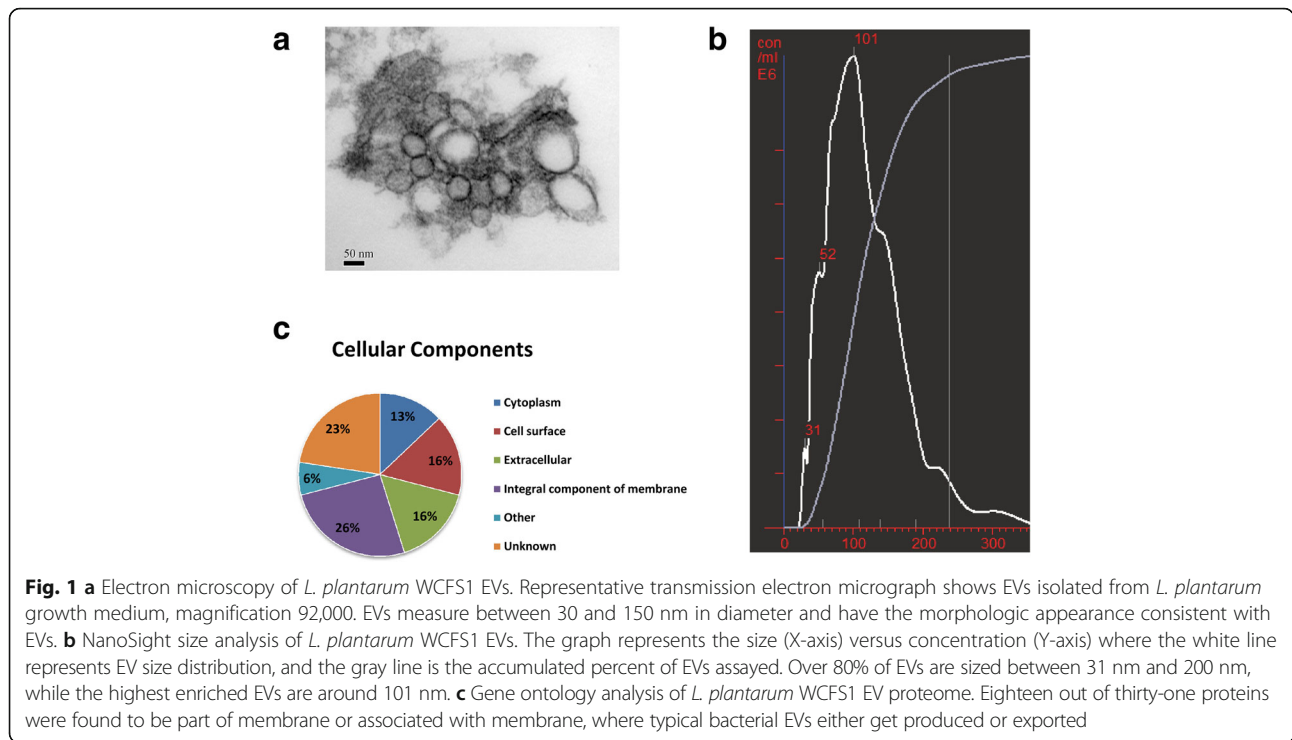 a
50 nm
b
con
/ml
E6
101
52
31
0
100
200
300
c
Cellular Components
13%
16%
16%
26%
6%
23%
Cytoplasm
Cell surface
Extracellular
Integral component of membrane
Other
Unknown
Fig. 1 a Electron microscopy of L. plantarum WCFS1 EVs. Representative transmission electron micrograph shows EVs isolated from L. plantarum
growth medium, magnification 92,000. EVs measure between 30 and 150 nm in diameter and have the morphologic appearance consistent with
EVs. b NanoSight size analysis of L. plantarum WCFS1 EVs. The graph represents the size (X-axis) versus concentration (Y-axis) where the white line
represents EV size distribution, and the gray line is the accumulated percent of EVs assayed. Over 80% of EVs are sized between 31 nm and 200 nm,
while the highest enriched EVs are around 101 nm. c Gene ontology analysis of L. plantarum WCFS1 EV proteome. Eighteen out of thirty-one proteins
were found to be part of membrane or associated with membrane, where typical bacterial EVs either get produced or exported